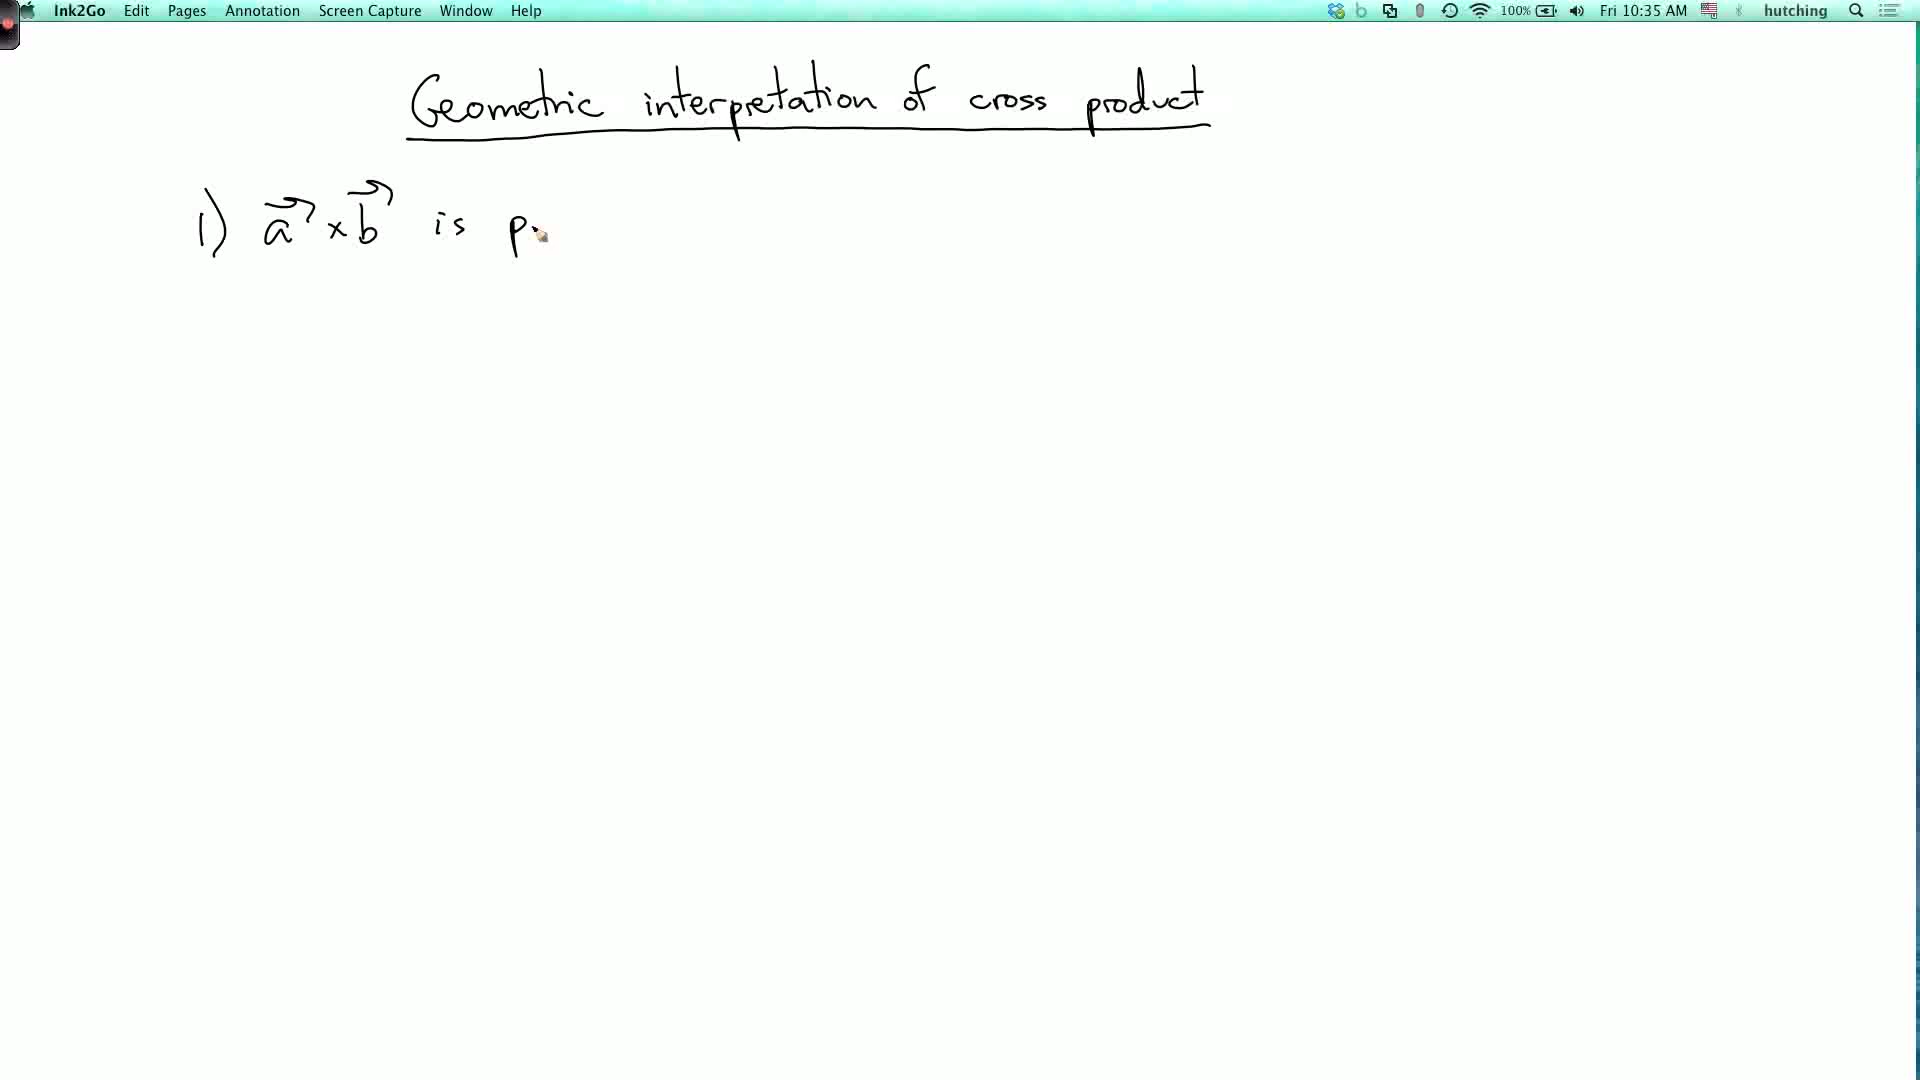 Ink2Go Edit Pages Annotation Screen Capture Window Help 100% Fri 10:35 AM hutching
Geometric interpretation of cross product
1) a⃗ × b⃗ is p